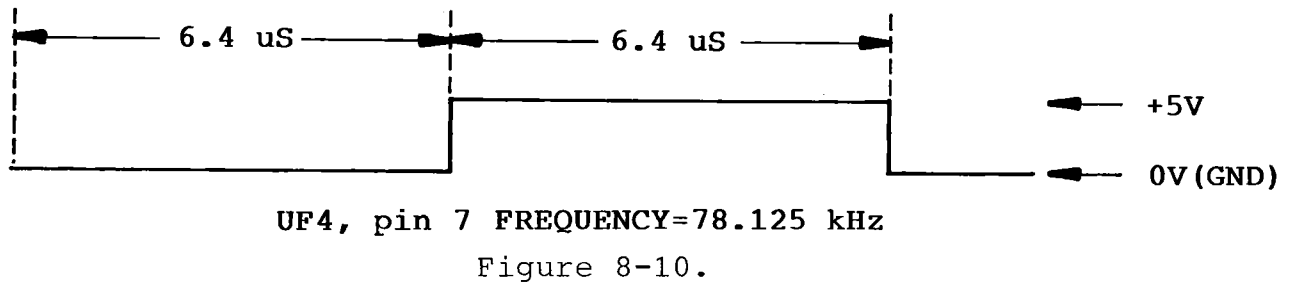 6.4 uS 6.4 uS
+5V
0V(GND)
UF4, pin 7 FREQUENCY=78.125 kHz
Figure 8-10.